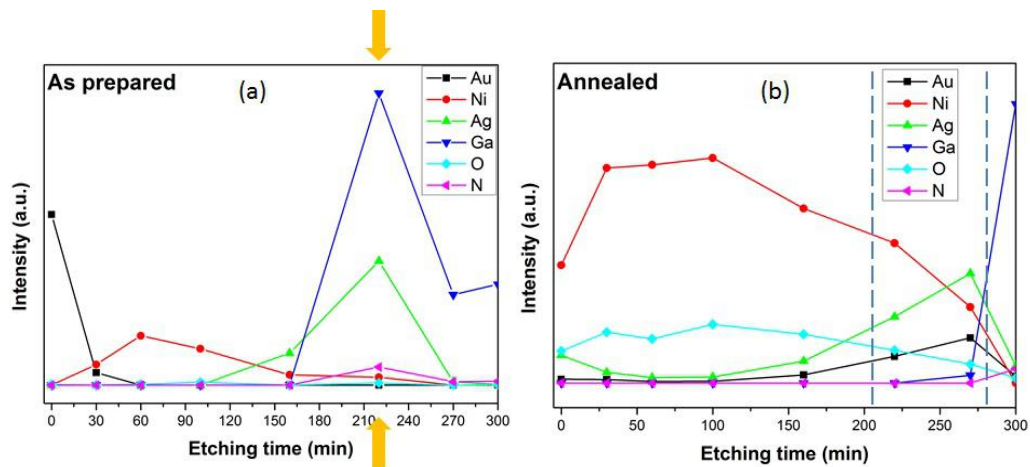 As prepared
(a)
Au
Ni
Ag
Ga
O
N
Intensity (a.u.)
0 30 60 90 120 150 180 210 240 270 300
Etching time (min)
Annealed
(b)
Au
Ni
Ag
Ga
O
N
Intensity (a.u.)
0 50 100 150 200 250 300
Etching time (min)